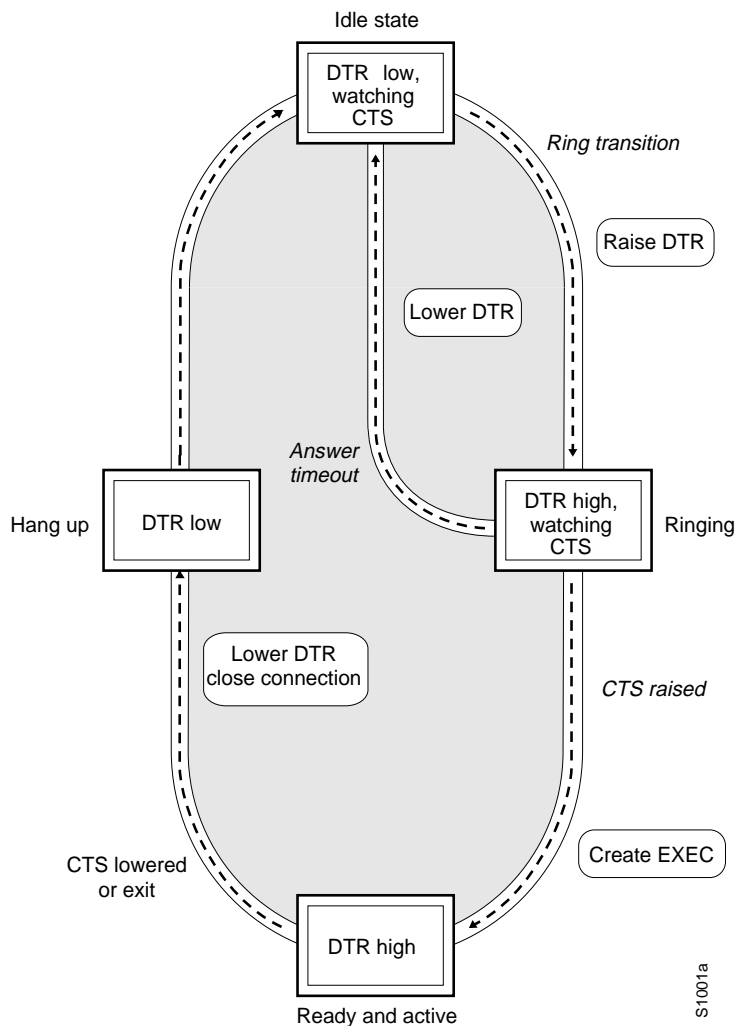 Idle state
DTR low,
watching
CTS
Ring transition
Raise DTR
Lower DTR
Answer
timeout
Hang up
DTR low
DTR high,
watching
CTS
Ringing
Lower DTR
close connection
CTS raised
CTS lowered
or exit
Create EXEC
DTR high
Ready and active
S1001a